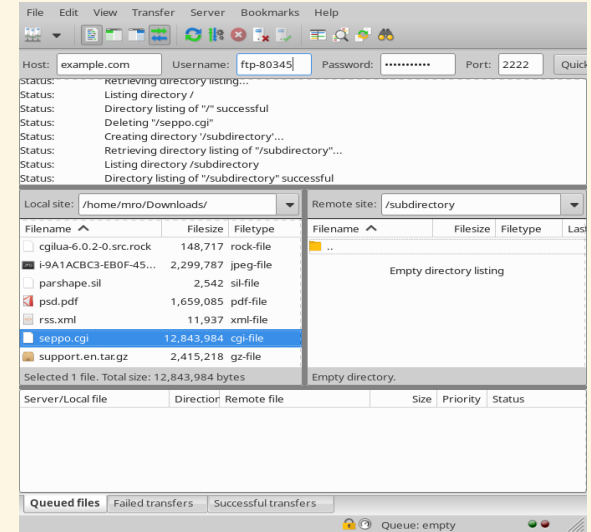 File Edit View Transfer Server Bookmarks Help
Host: example.com Username: ftp-80345 Password: ••••••••••• Port: 2222 Quick
Status: Retrieving directory listing...
Status: Listing directory /
Status: Directory listing of "/" successful
Status: Deleting "/seppo.cgi"
Status: Creating directory '/subdirectory'...
Status: Retrieving directory listing of "/subdirectory"...
Status: Listing directory /subdirectory
Status: Directory listing of "/subdirectory" successful
Local site: /home/mro/Downloads/ Remote site: /subdirectory
Filename Filesize Filetype Filename Filesize Filetype Last
cgilua-6.0.2-0.src.rock 148,717 rock-file ..
i-9A1ACBC3-EB0F-45... 2,299,787 jpeg-file Empty directory listing
parshape.sil 2,542 sil-file
psd.pdf 1,659,085 pdf-file
rss.xml 11,937 xml-file
seppo.cgi 12,843,984 cgi-file
support.en.tar.gz 2,415,218 gz-file
Selected 1 file. Total size: 12,843,984 bytes Empty directory.
Server/Local file Direction Remote file Size Priority Status
Queued files Failed transfers Successful transfers
Queue: empty